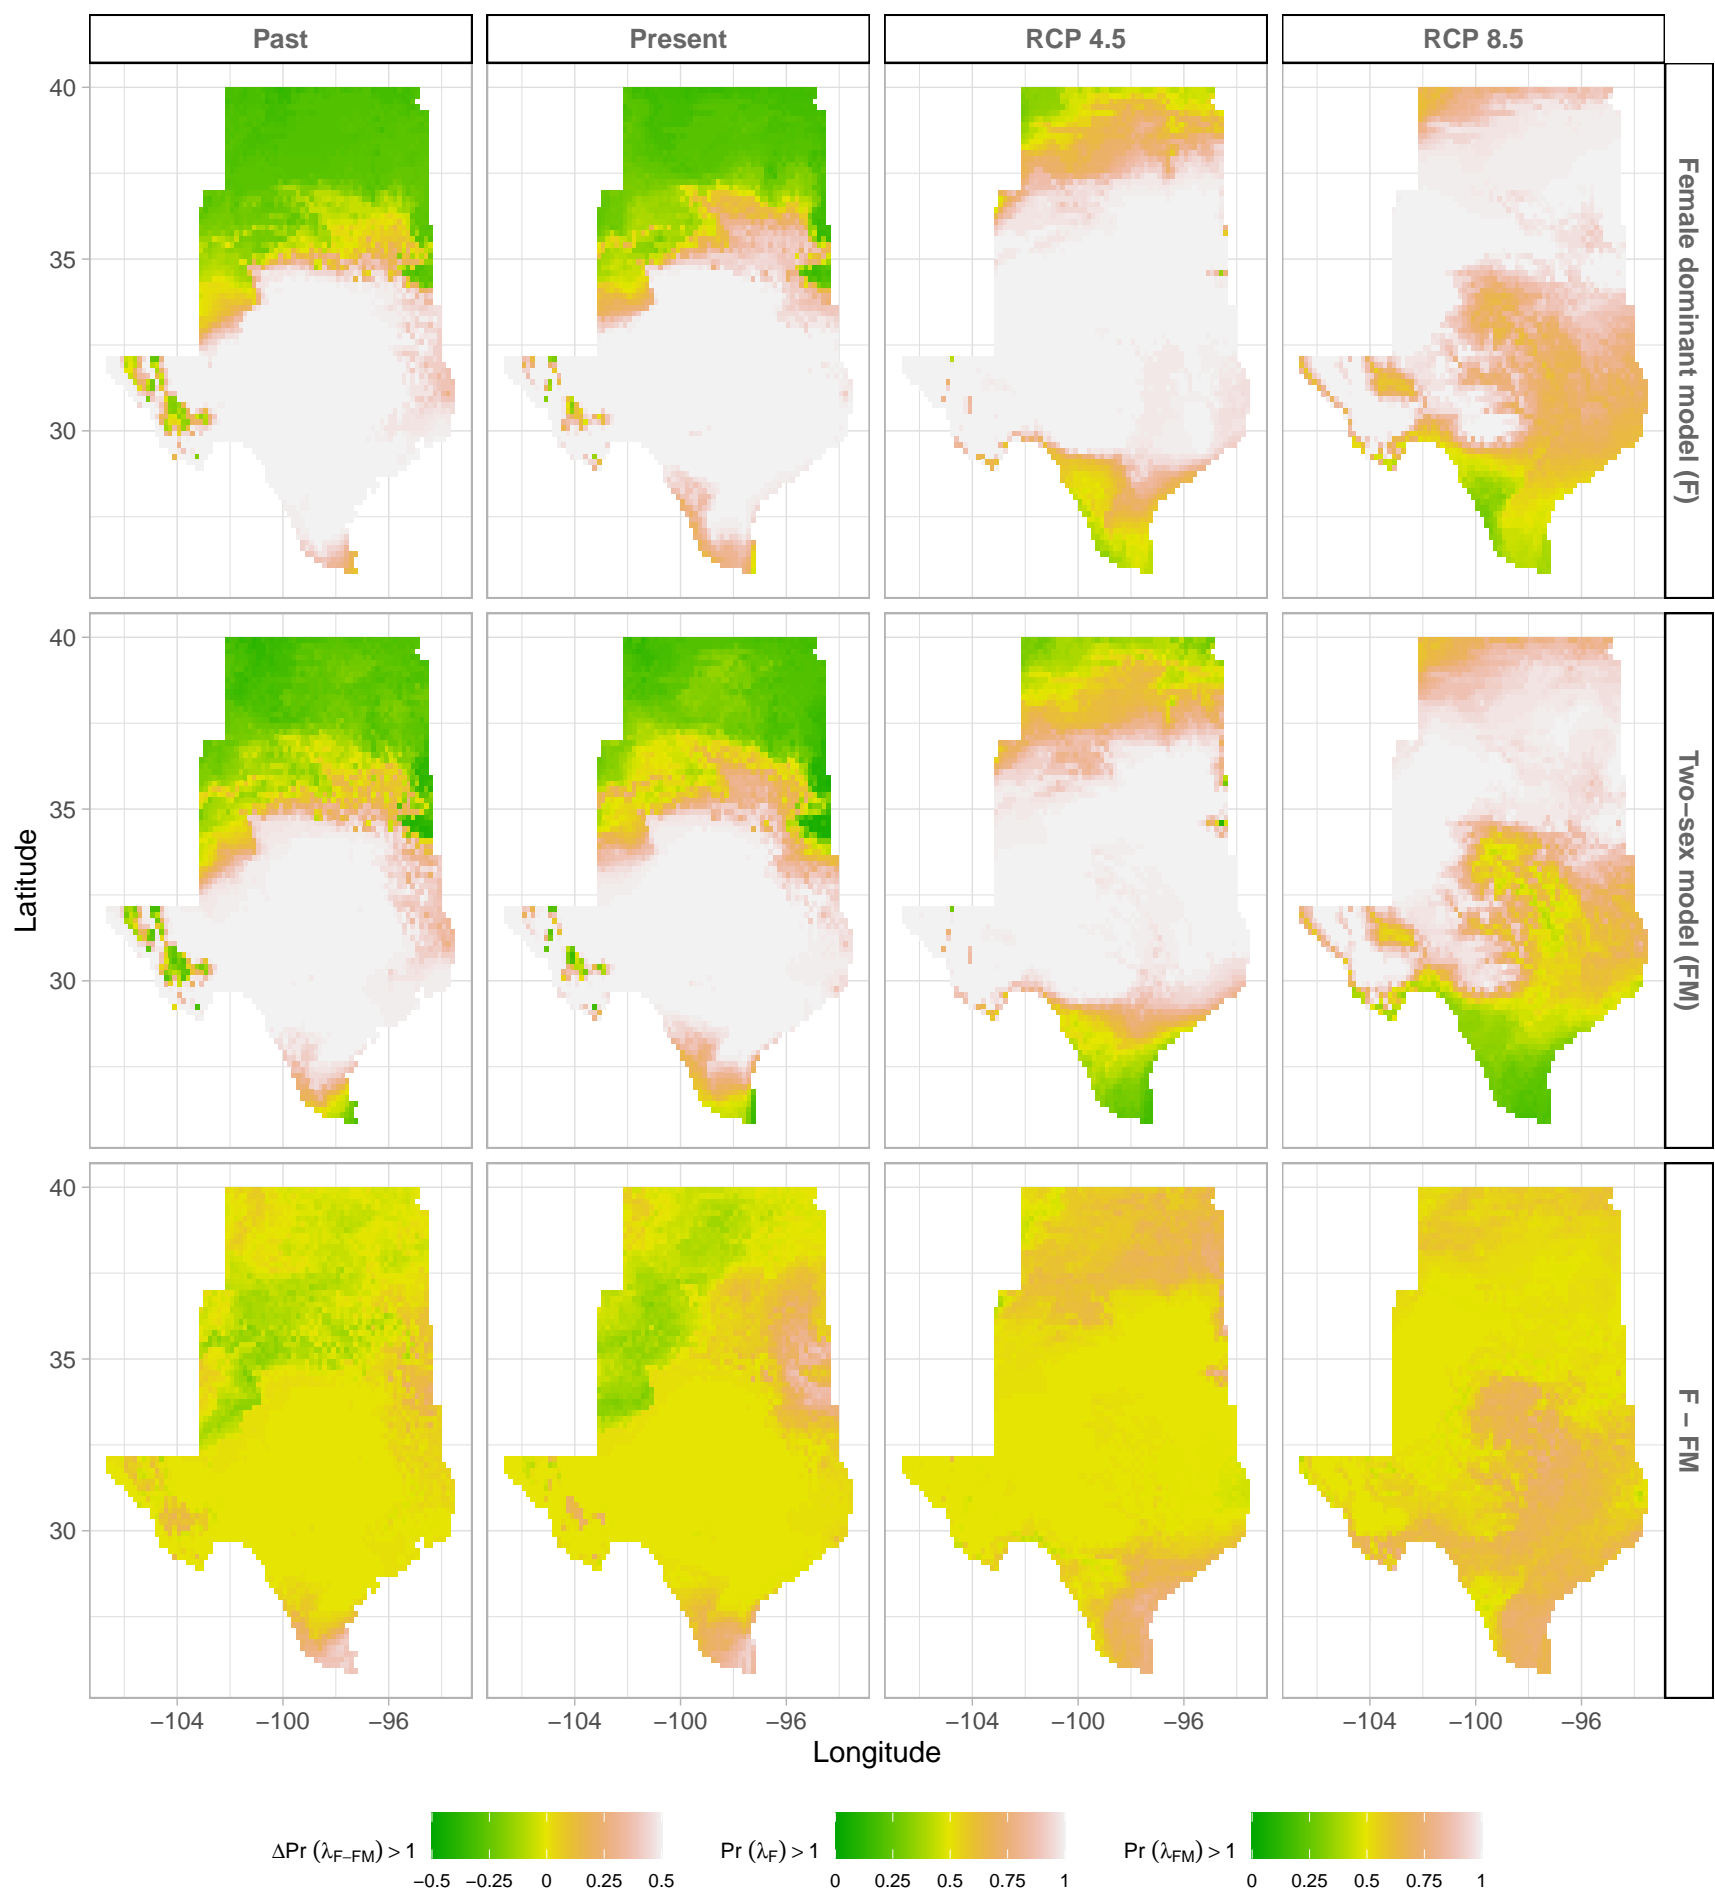 Past
Present
RCP 4.5
RCP 8.5
40
35
30
Female dominant model (F)
40
35
30
Two−sex model (FM)
40
35
30
F − FM
Latitude
−104 −100 −96
−104 −100 −96
−104 −100 −96
−104 −100 −96
Longitude
ΔPr (λF−FM) > 1
−0.5 −0.25 0 0.25 0.5
Pr (λF) > 1
0 0.25 0.5 0.75 1
Pr (λFM) > 1
0 0.25 0.5 0.75 1